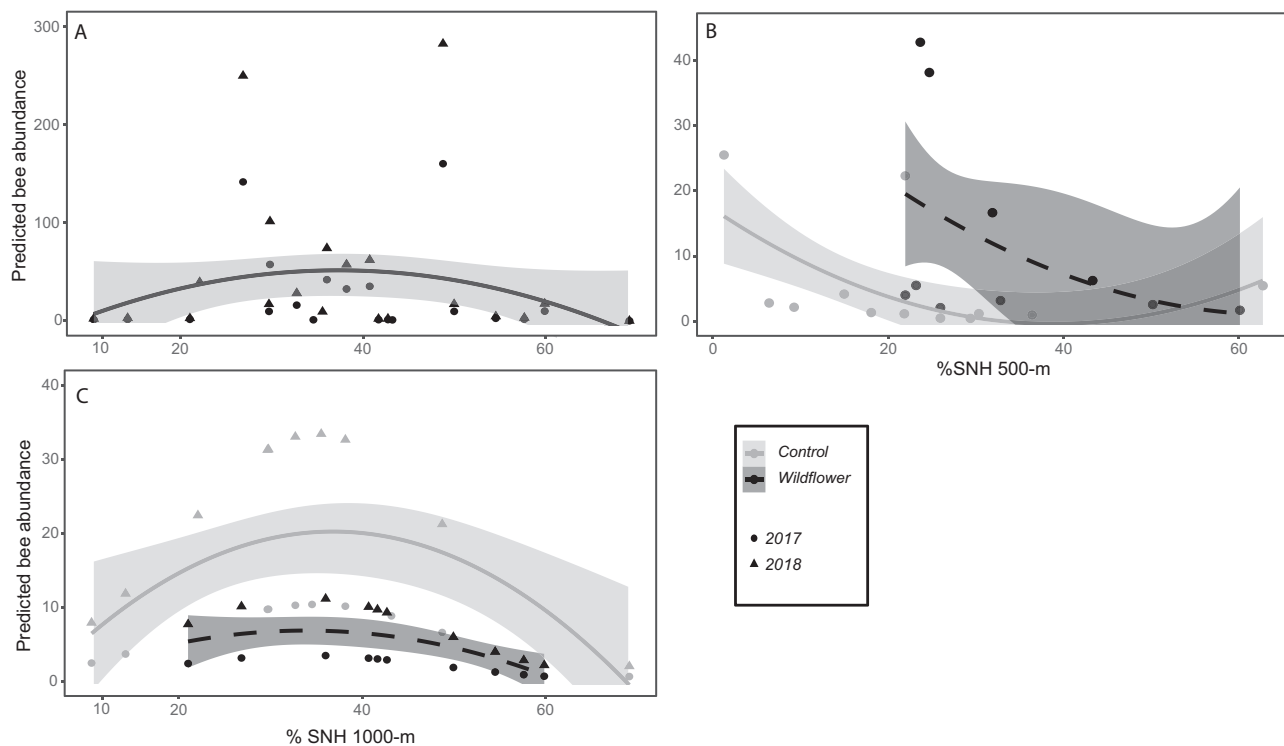 A
Predicted bee abundance
300
200
100
0
10 20 40 60
B
40
30
20
10
0
0 20 40 60
%SNH 500-m
C
Predicted bee abundance
40
30
20
10
0
10 20 40 60
% SNH 1000-m
Control
Wildflower
2017
2018